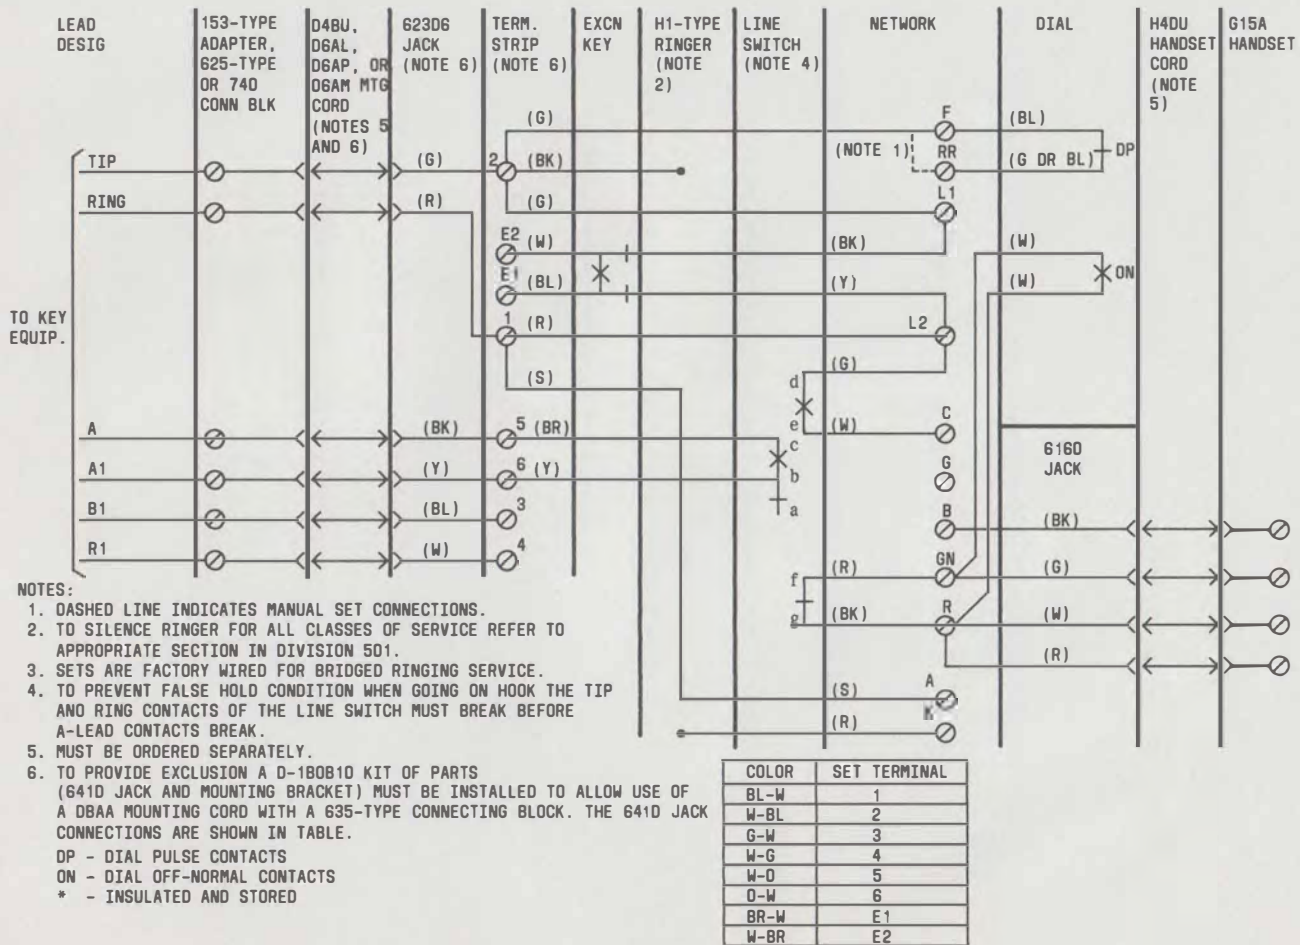 LEAD
DESIG
153-TYPE
ADAPTER,
625-TYPE
OR 74D
CONN BLK
D4BU,
D6AL,
D6AP, OR
D6AM MTG
CORD
(NOTES 5
AND 6)
623D6
JACK
(NOTE 6)
TERM.
STRIP
(NOTE 6)
EXCN
KEY
H1-TYPE
RINGER
(NOTE
2)
LINE
SWITCH
(NOTE 4)
NETWORK
DIAL
H4DU
HANDSET
CORD
(NOTE
5)
G15A
HANDSET
(G)
F
(BL)
(NOTE 1)
RR
(G DR BL)
DP
TIP
(G)
2
(BK)
RING
(R)
(G)
L1
E2
(W)
(BK)
(W)
E1
(BL)
(Y)
(W)
ON
TO KEY
EQUIP.
1
(R)
L2
(S)
d
(G)
A
(BK)
5
(BR)
e
(W)
C
c
A1
(Y)
6
(Y)
b
G
616D
JACK
B1
(BL)
3
a
B
(BK)
R1
(W)
4
f
(R)
GN
(G)
g
(BK)
R
(W)
(R)
(S)
A
(R)
K
NOTES:
1. DASHED LINE INDICATES MANUAL SET CONNECTIONS.
2. TO SILENCE RINGER FOR ALL CLASSES OF SERVICE REFER TO
APPROPRIATE SECTION IN DIVISION 501.
3. SETS ARE FACTORY WIRED FOR BRIDGED RINGING SERVICE.
4. TO PREVENT FALSE HOLD CONDITION WHEN GOING ON HOOK THE TIP
AND RING CONTACTS OF THE LINE SWITCH MUST BREAK BEFORE
A-LEAD CONTACTS BREAK.
5. MUST BE ORDERED SEPARATELY.
6. TO PROVIDE EXCLUSION A D-180810 KIT OF PARTS
(641D JACK AND MOUNTING BRACKET) MUST BE INSTALLED TO ALLOW USE OF
A D8AA MOUNTING CORD WITH A 635-TYPE CONNECTING BLOCK. THE 641D JACK
CONNECTIONS ARE SHOWN IN TABLE.
DP - DIAL PULSE CONTACTS
ON - DIAL OFF-NORMAL CONTACTS
* - INSULATED AND STORED
COLOR SET TERMINAL
BL-W 1
W-BL 2
G-W 3
W-G 4
W-O 5
O-W 6
BR-W E1
W-BR E2